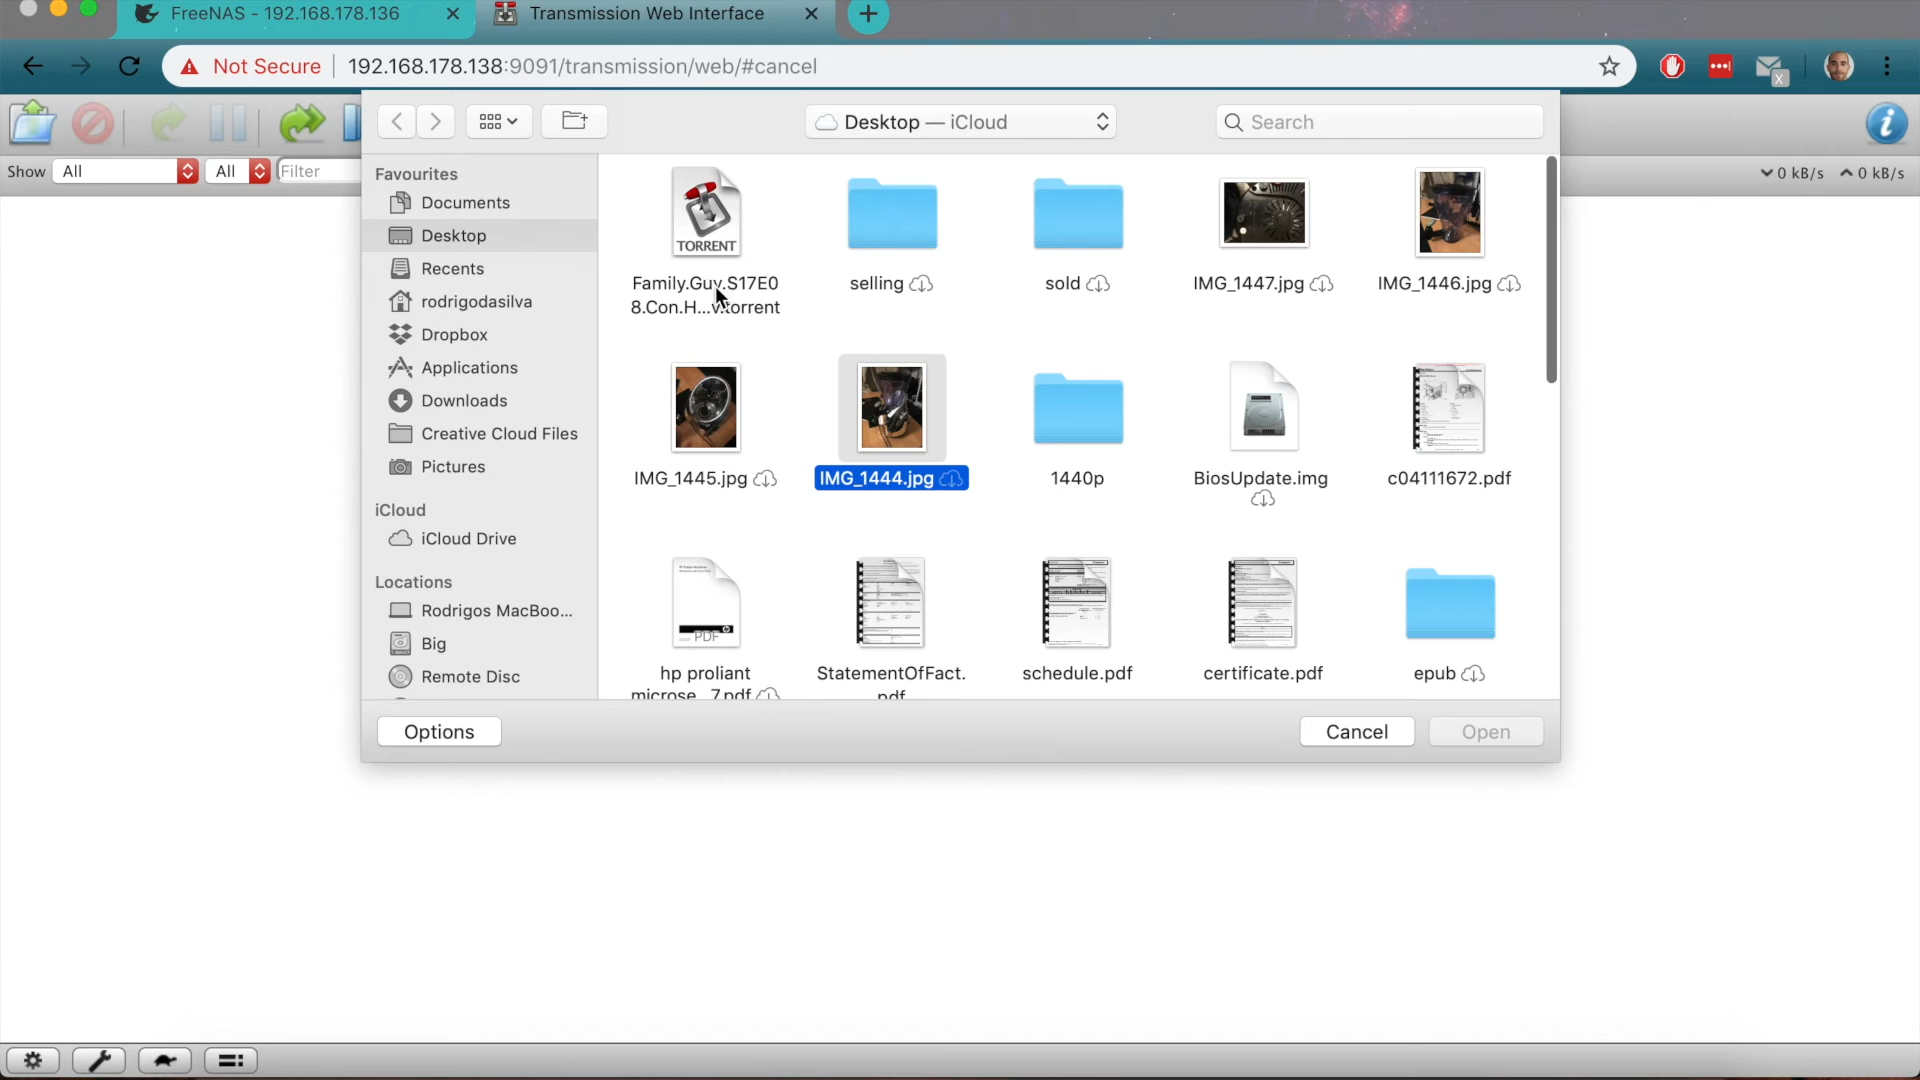 FreeNAS - 192.168.178.136
Transmission Web Interface
Not Secure
192.168.178.138:9091/transmission/web/#cancel
X
Desktop — iCloud
Search
Show
All
All
Filter
0 kB/s
0 kB/s
Favourites
Documents
Desktop
Recents
rodrigodasilva
Dropbox
Applications
Downloads
Creative Cloud Files
Pictures
iCloud
iCloud Drive
Locations
Rodrigos MacBoo...
Big
Remote Disc
TORRENT
Family.Guy.S17E0
8.Con.H...v.torrent
selling
sold
IMG_1447.jpg
IMG_1446.jpg
IMG_1445.jpg
IMG_1444.jpg
1440p
BiosUpdate.img
c04111672.pdf
PDF
hp proliant
microse...7.pdf
StatementOfFact.
pdf
schedule.pdf
certificate.pdf
epub
Options
Cancel
Open